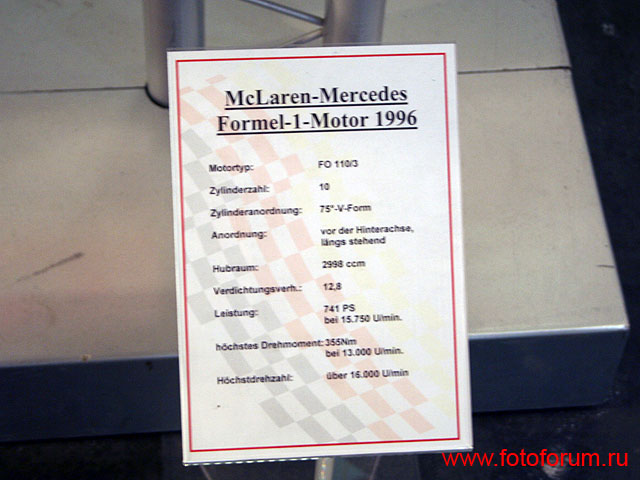 McLaren-Mercedes
Formel-1-Motor 1996
Motortyp: FO 110/3
Zylinderzahl: 10
Zylinderanordnung: 75°-V-Form
Anordnung: vor der Hinterachse,
längs stehend
Hubraum: 2998 ccm
Verdichtungsverh.: 12,8
Leistung: 741 PS
bei 15.750 U/min.
höchstes Drehmoment: 355Nm
bei 13.000 U/min.
Höchstdrehzahl: über 16.000 U/min
www.fotoforum.ru